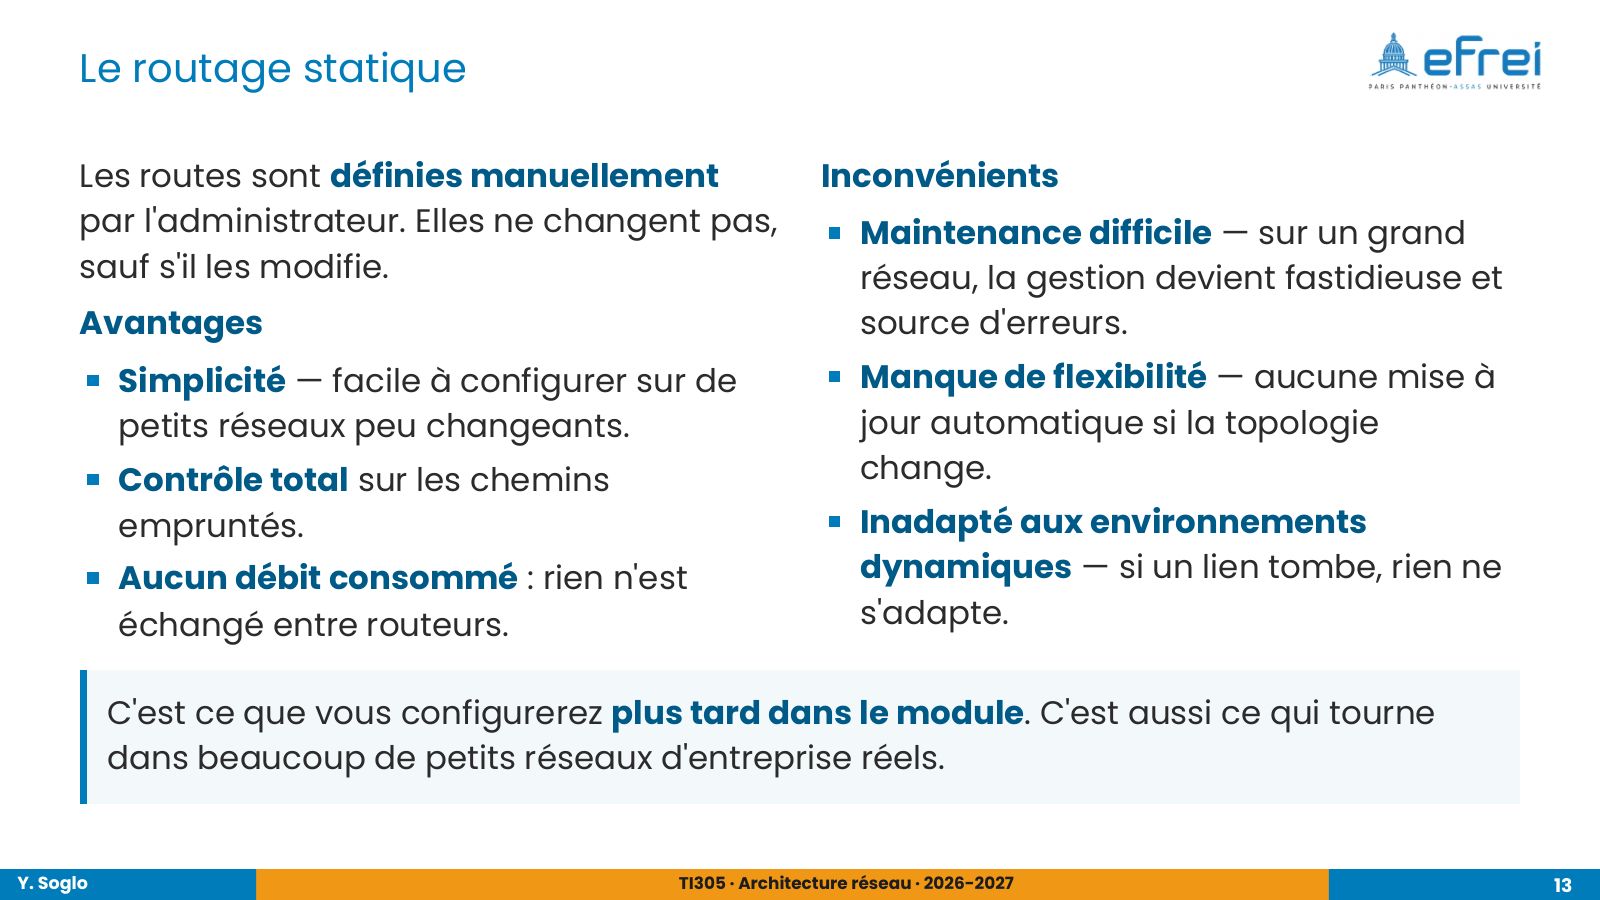 Le routage statique
efrei
PARIS PANTHÉON-ASSAS UNIVERSITÉ
Les routes sont définies manuellement
par l'administrateur. Elles ne changent pas,
sauf s'il les modifie.
Avantages
Simplicité — facile à configurer sur de
petits réseaux peu changeants.
Contrôle total sur les chemins
empruntés.
Aucun débit consommé : rien n'est
échangé entre routeurs.
Inconvénients
Maintenance difficile — sur un grand
réseau, la gestion devient fastidieuse et
source d'erreurs.
Manque de flexibilité — aucune mise à
jour automatique si la topologie
change.
Inadapté aux environnements
dynamiques — si un lien tombe, rien ne
s'adapte.
C'est ce que vous configurerez plus tard dans le module. C'est aussi ce qui tourne
dans beaucoup de petits réseaux d'entreprise réels.
Y. Soglo
TI305 · Architecture réseau · 2026-2027
13